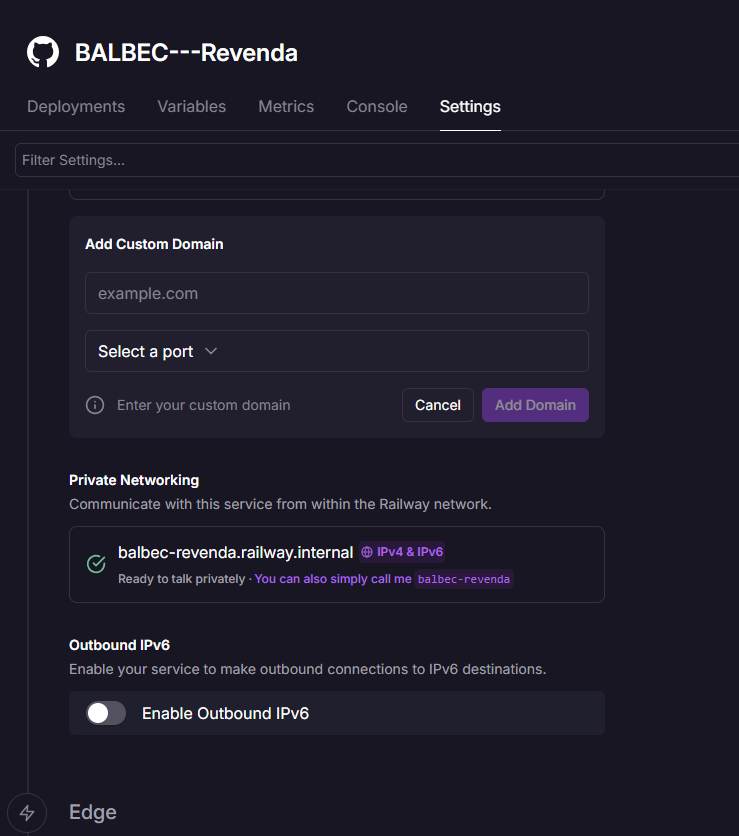 BALBEC---Revenda
Deployments Variables Metrics Console Settings
Filter Settings...
Add Custom Domain
example.com
Select a port
Enter your custom domain Cancel Add Domain
Private Networking
Communicate with this service from within the Railway network.
balbec-revenda.railway.internal IPv4 & IPv6
Ready to talk privately · You can also simply call me balbec-revenda
Outbound IPv6
Enable your service to make outbound connections to IPv6 destinations.
Enable Outbound IPv6
Edge